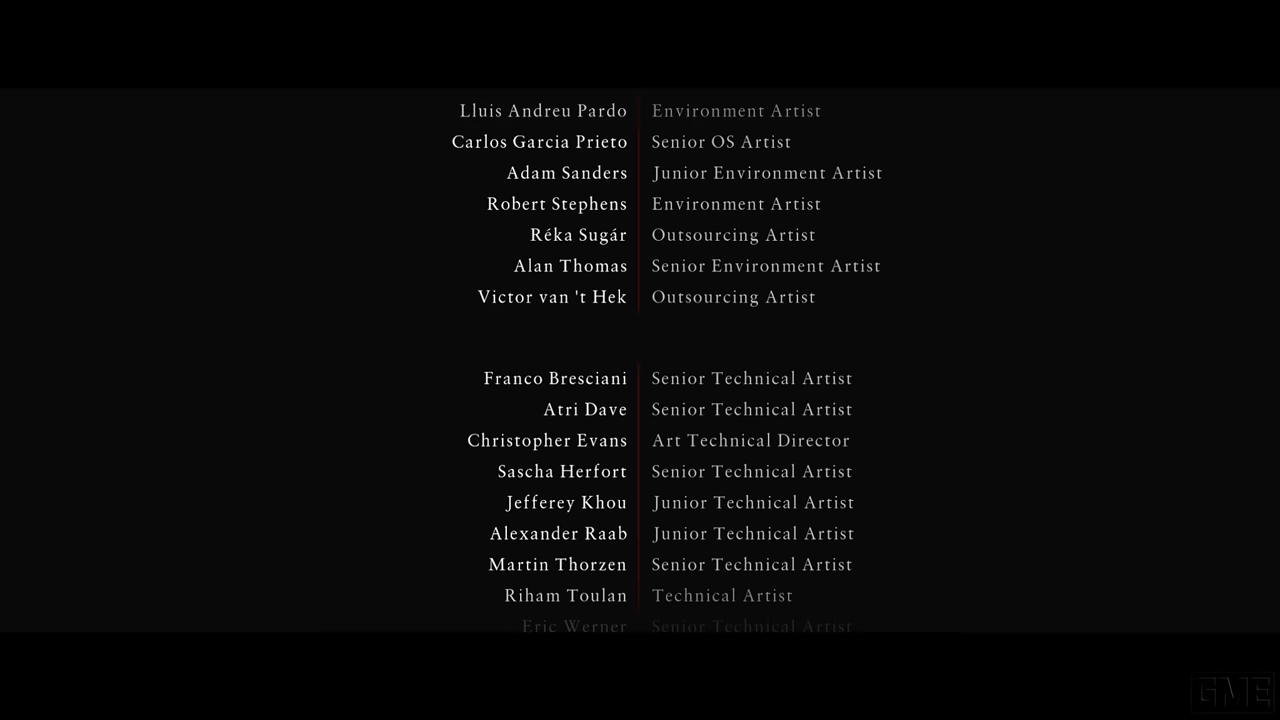 Lluis Andreu Pardo Environment Artist
Carlos Garcia Prieto Senior OS Artist
Adam Sanders Junior Environment Artist
Robert Stephens Environment Artist
Réka Sugár Outsourcing Artist
Alan Thomas Senior Environment Artist
Victor van 't Hek Outsourcing Artist
Franco Bresciani Senior Technical Artist
Atri Dave Senior Technical Artist
Christopher Evans Art Technical Director
Sascha Herfort Senior Technical Artist
Jefferey Khou Junior Technical Artist
Alexander Raab Junior Technical Artist
Martin Thorzen Senior Technical Artist
Riham Toulan Technical Artist
Eric Werner Senior Technical Artist
GME